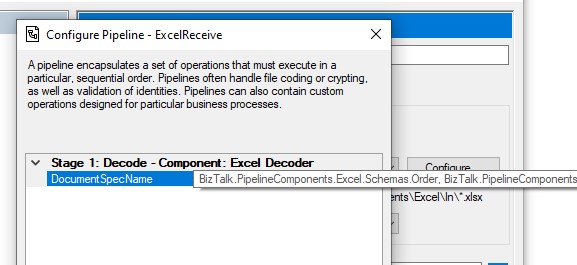 Configure Pipeline - ExcelReceive
A pipeline encapsulates a set of operations that must execute in a
particular, sequential order. Pipelines often handle file coding or crypting,
as well as validation of identities. Pipelines can also contain custom
operations designed for particular business processes.
Stage 1: Decode - Component: Excel Decoder
Configure...
DocumentSpecName
BizTalk.PipelineComponents.Excel.Schemas.Order, BizTalk.PipelineComponents
ents\Excel\In\*.xlsx